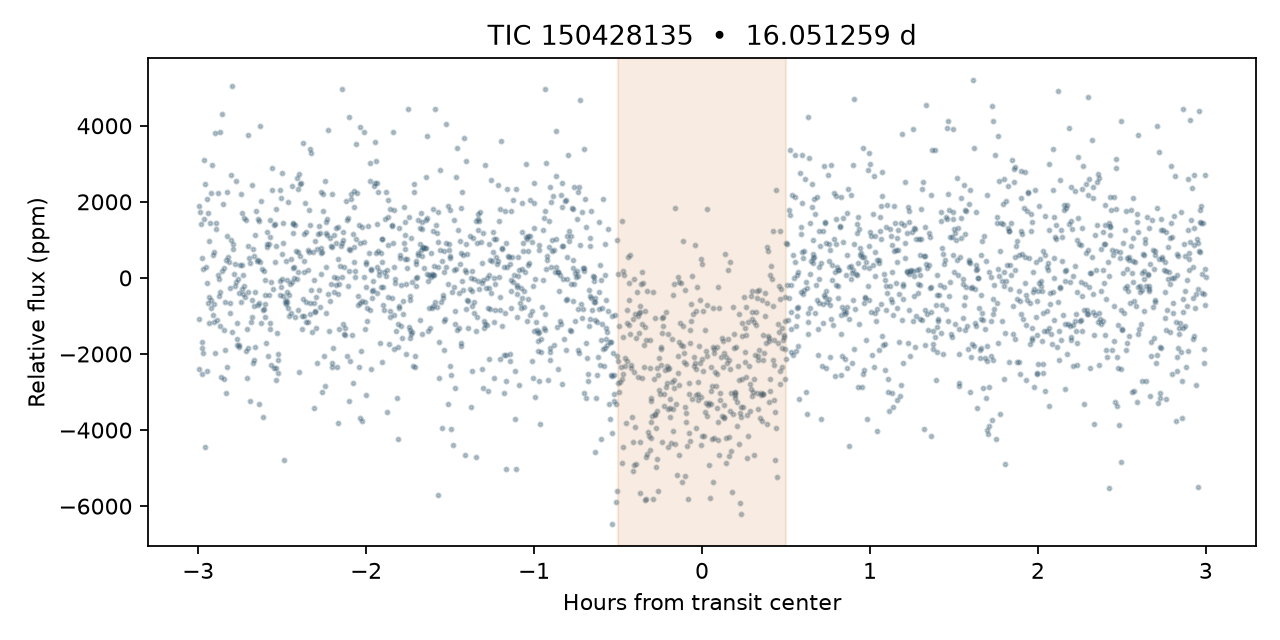 TIC 150428135 • 16.051259 d
Relative flux (ppm)
4000
2000
0
−2000
−4000
−6000
−3 −2 −1 0 1 2 3
Hours from transit center